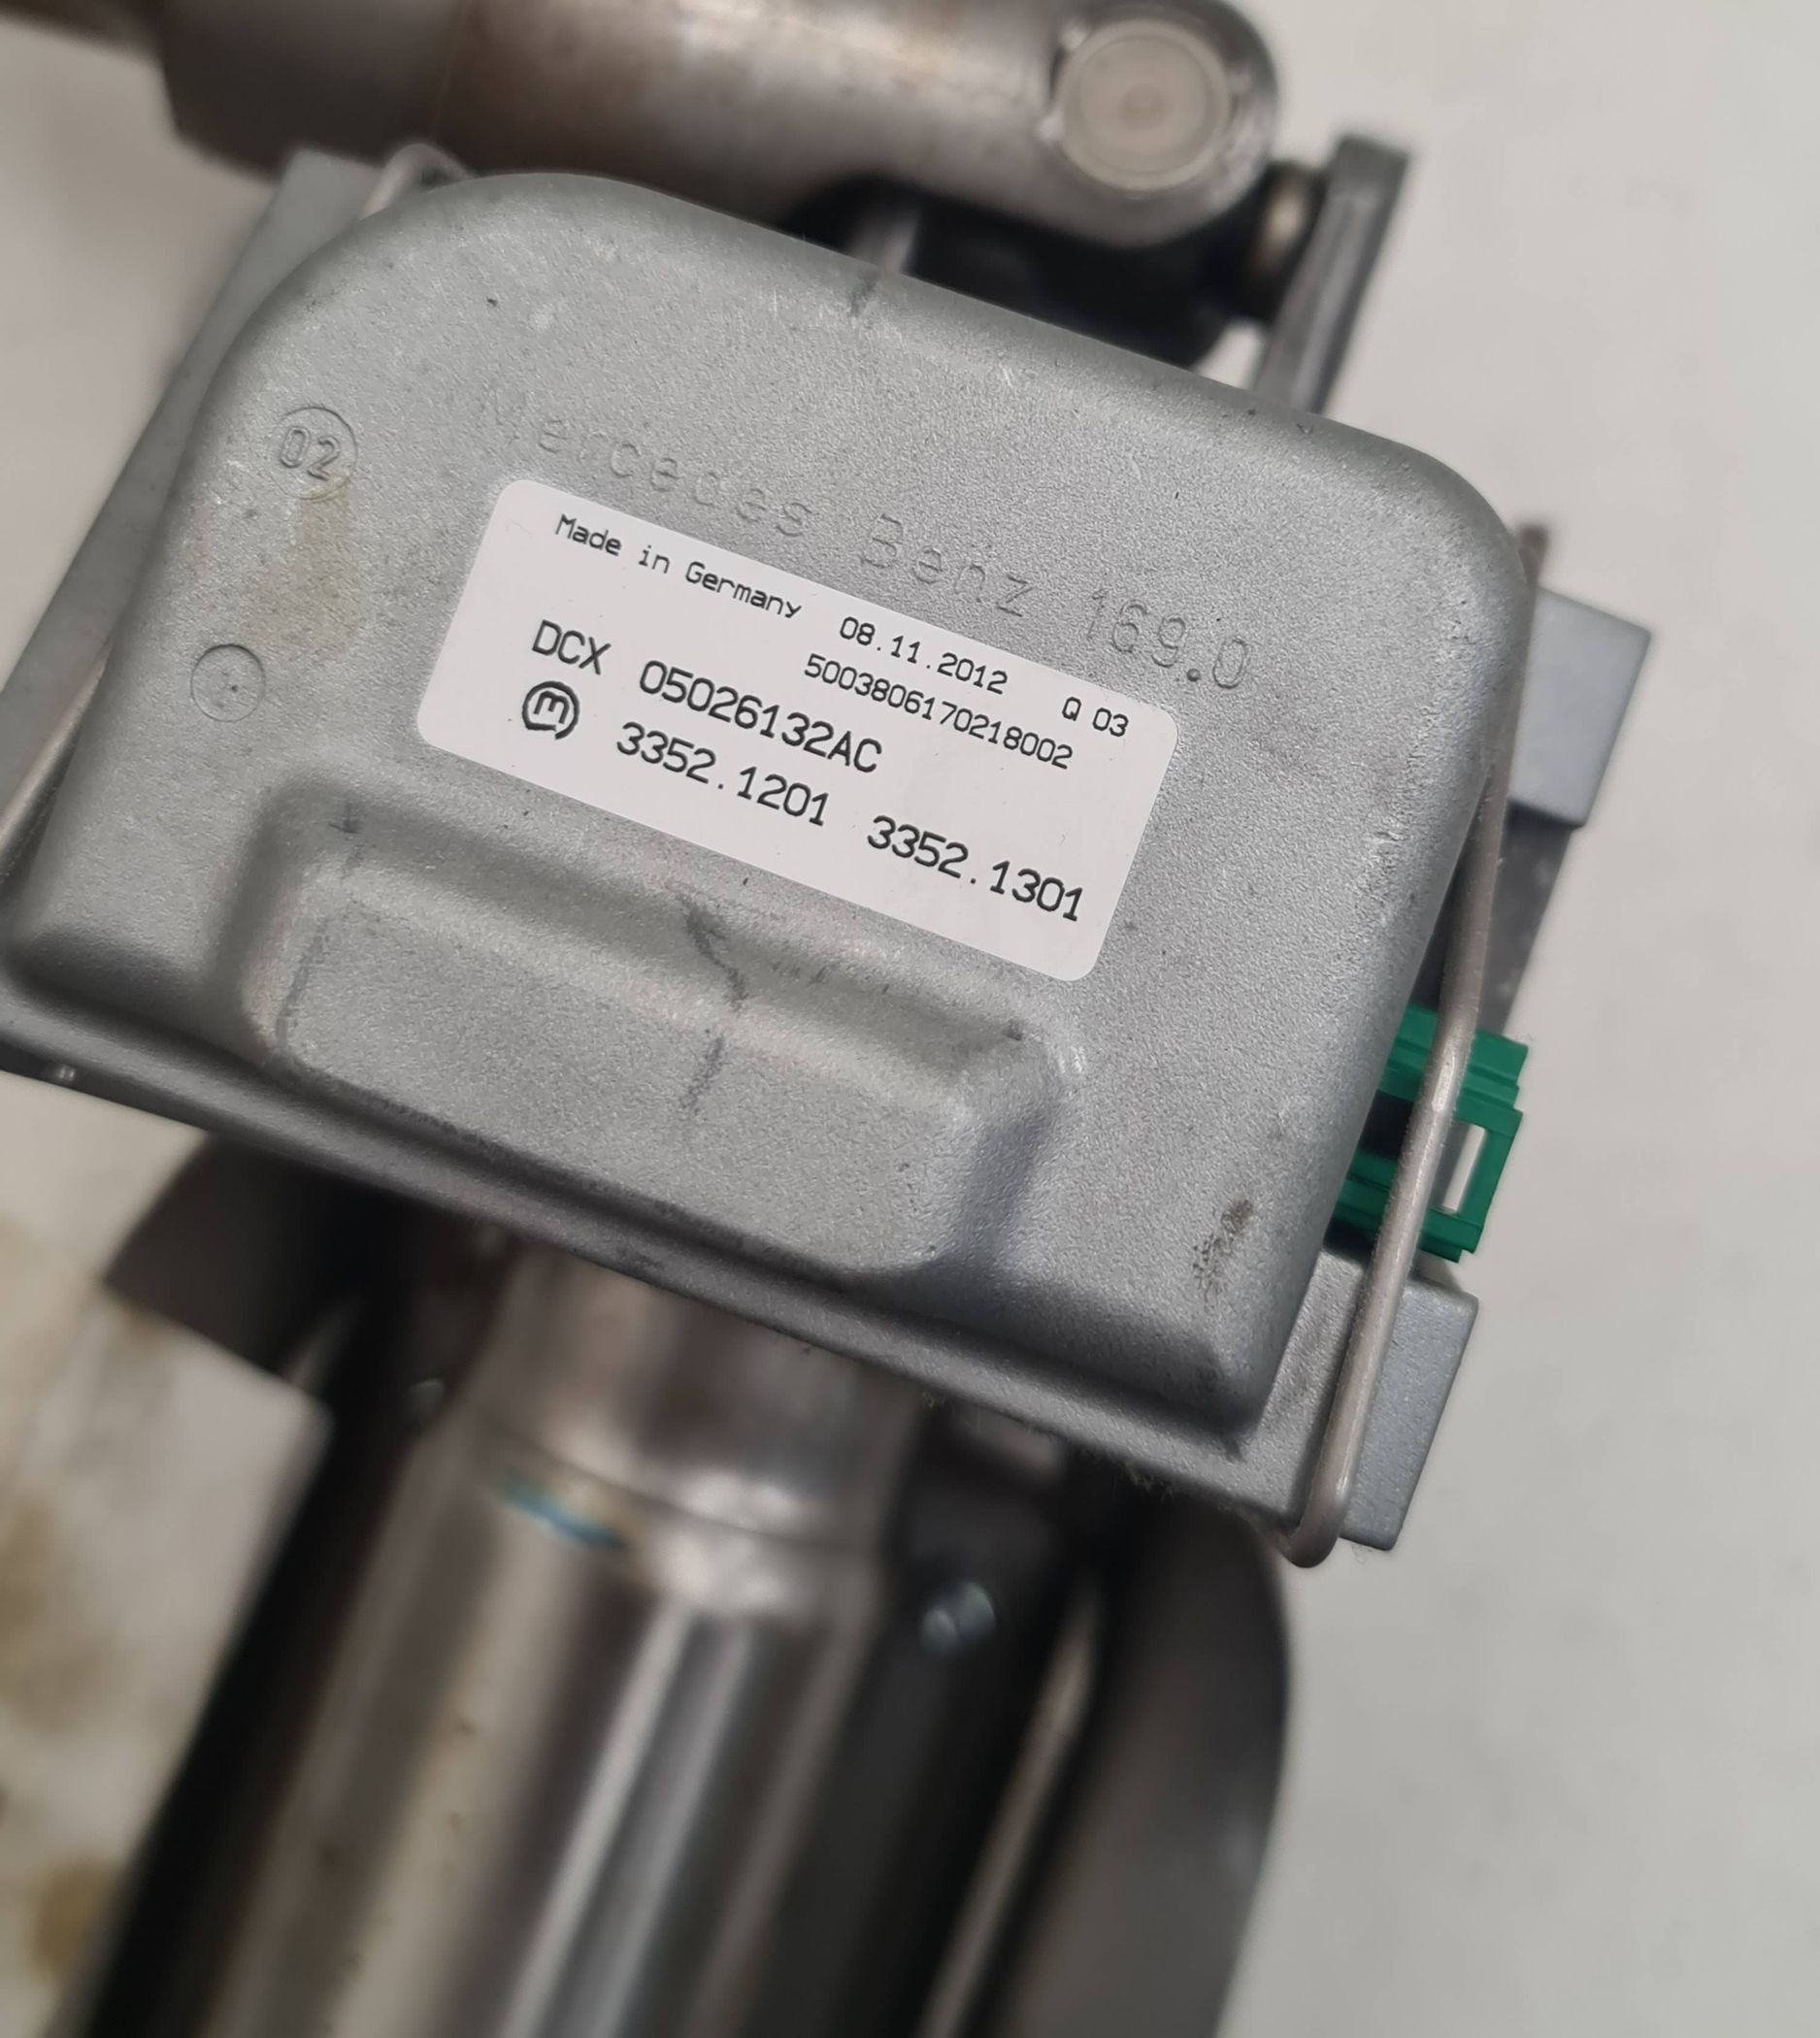 02
Mercedes Benz 169.0
Made in Germany 08.11.2012 Q 03
5003806170218002
DCX 05026132AC
m 3352.1201 3352.1301